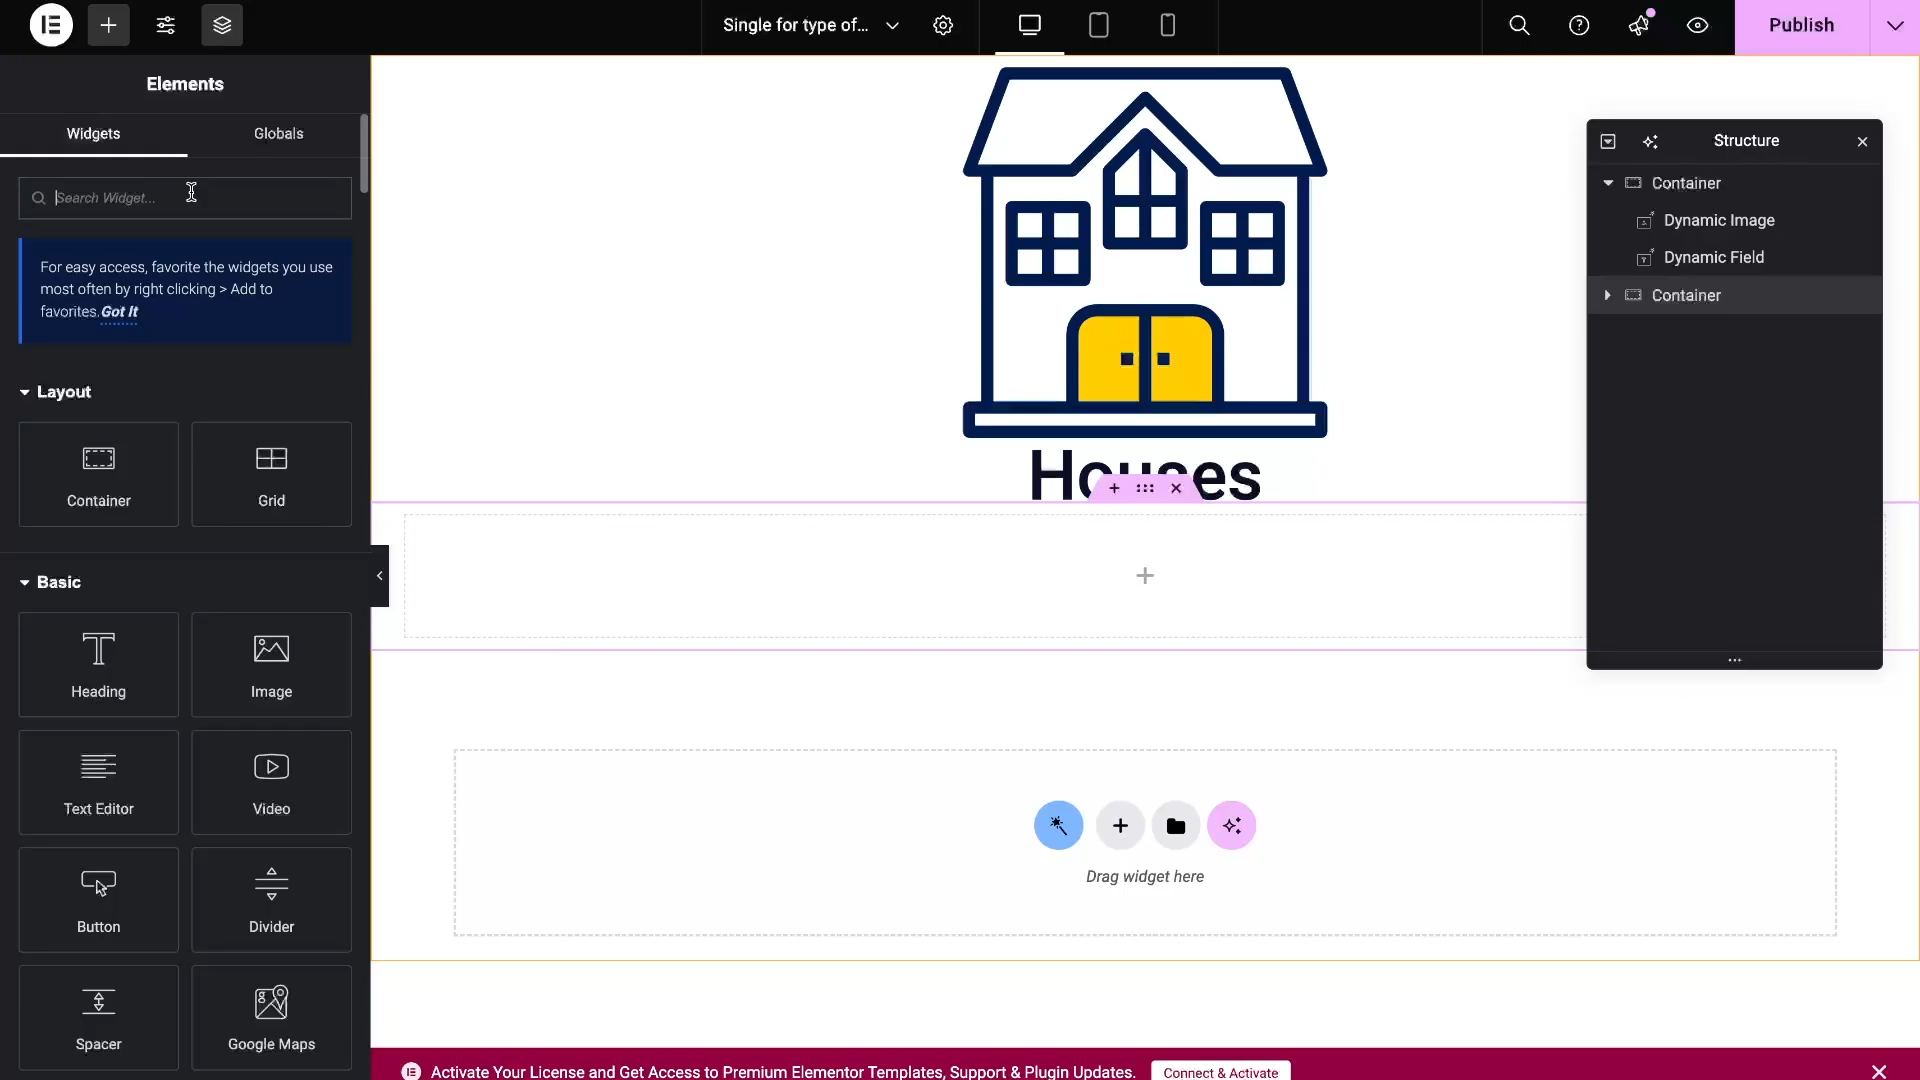 Single for type of...
Publish
Elements
Widgets
Globals
Search Widget...
For easy access, favorite the widgets you use
most often by right clicking > Add to
favorites. Got It
Layout
Container
Grid
Basic
Heading
Image
Text Editor
Video
Button
Divider
Spacer
Google Maps
Houses
Drag widget here
Structure
Container
Dynamic Image
Dynamic Field
Container
Activate Your License and Get Access to Premium Elementor Templates, Support & Plugin Updates.
Connect & Activate